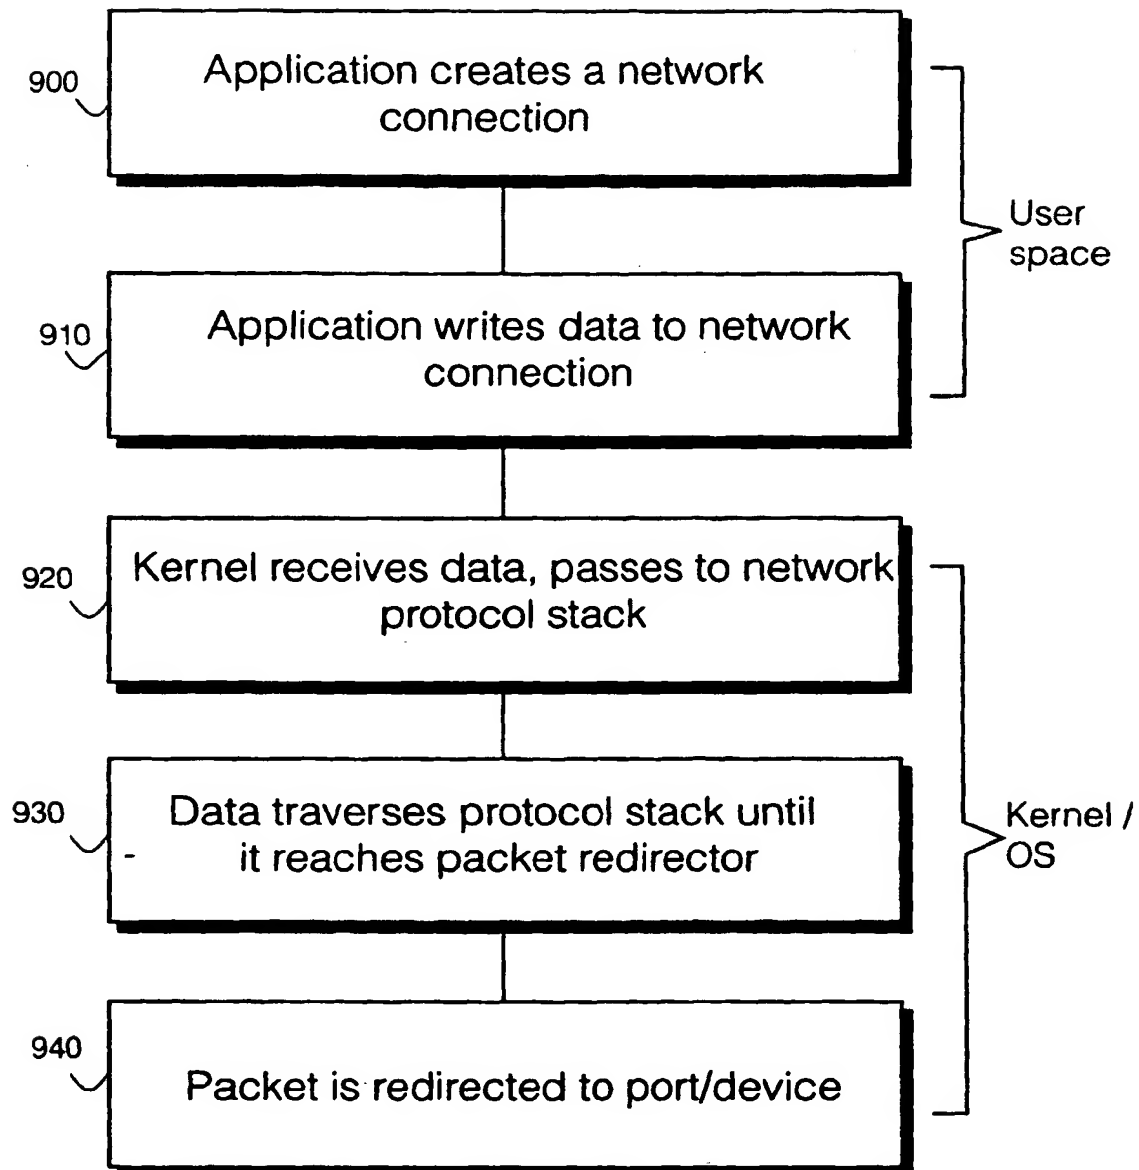 900
Application creates a network
connection
User
space
910
Application writes data to network
connection
920
Kernel receives data, passes to network
protocol stack
930
Data traverses protocol stack until
it reaches packet redirector
Kernel /
OS
940
Packet is redirected to port/device